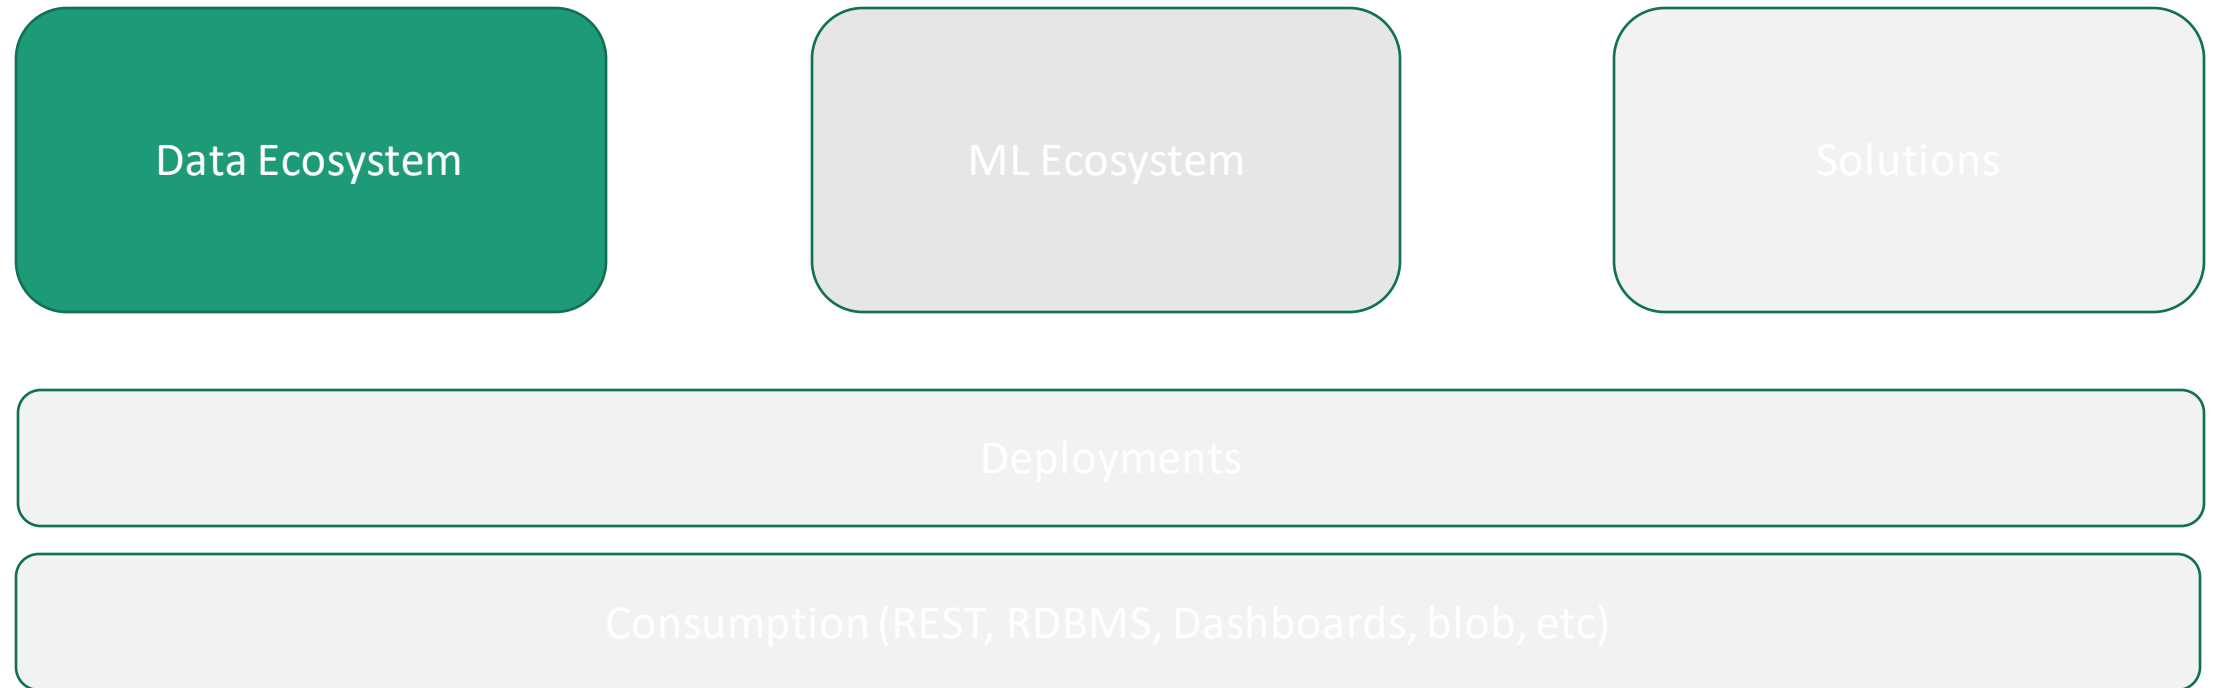 Data Ecosystem
ML Ecosystem
Solutions
Deployments
Consumption (REST, RDBMS, Dashboards, blob, etc)